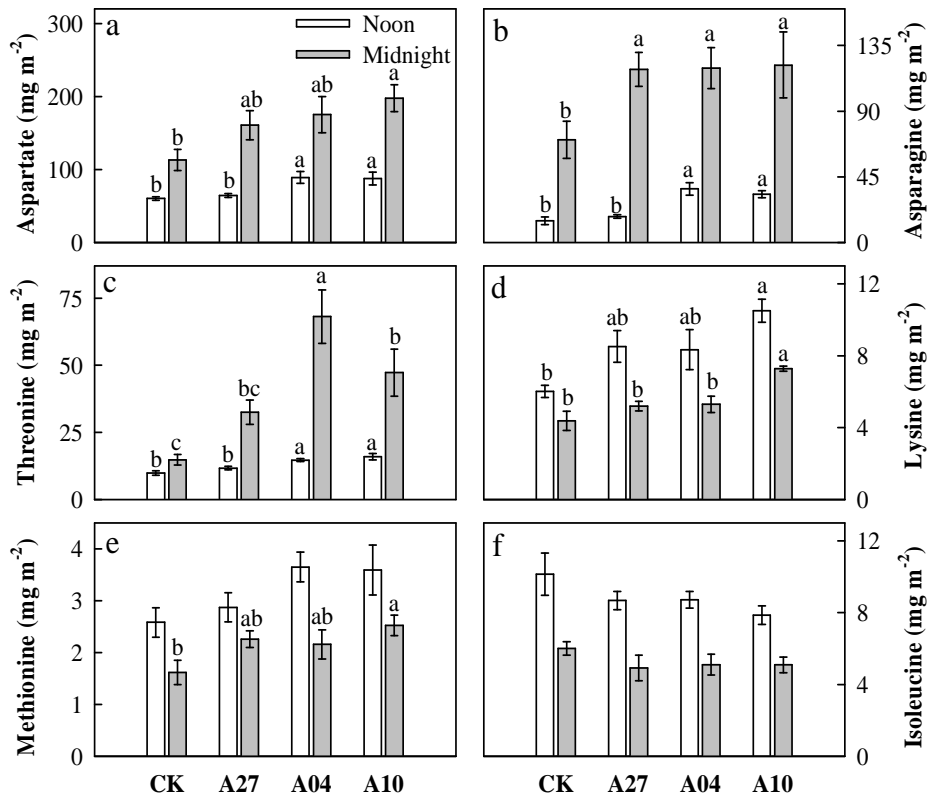 a
Noon
Midnight
300
200
100
0
Aspartate (mg m⁻²)
b b b ab a ab a a
b
135
90
45
0
Asparagine (mg m⁻²)
b b b a a a a a
c
75
50
25
0
Threonine (mg m⁻²)
b c b bc a a a b
d
12
8
4
0
Lysine (mg m⁻²)
b b ab b ab b a a
e
4
3
2
1
0
Methionine (mg m⁻²)
b ab ab a
f
12
8
4
0
Isoleucine (mg m⁻²)
CK A27 A04 A10
CK A27 A04 A10